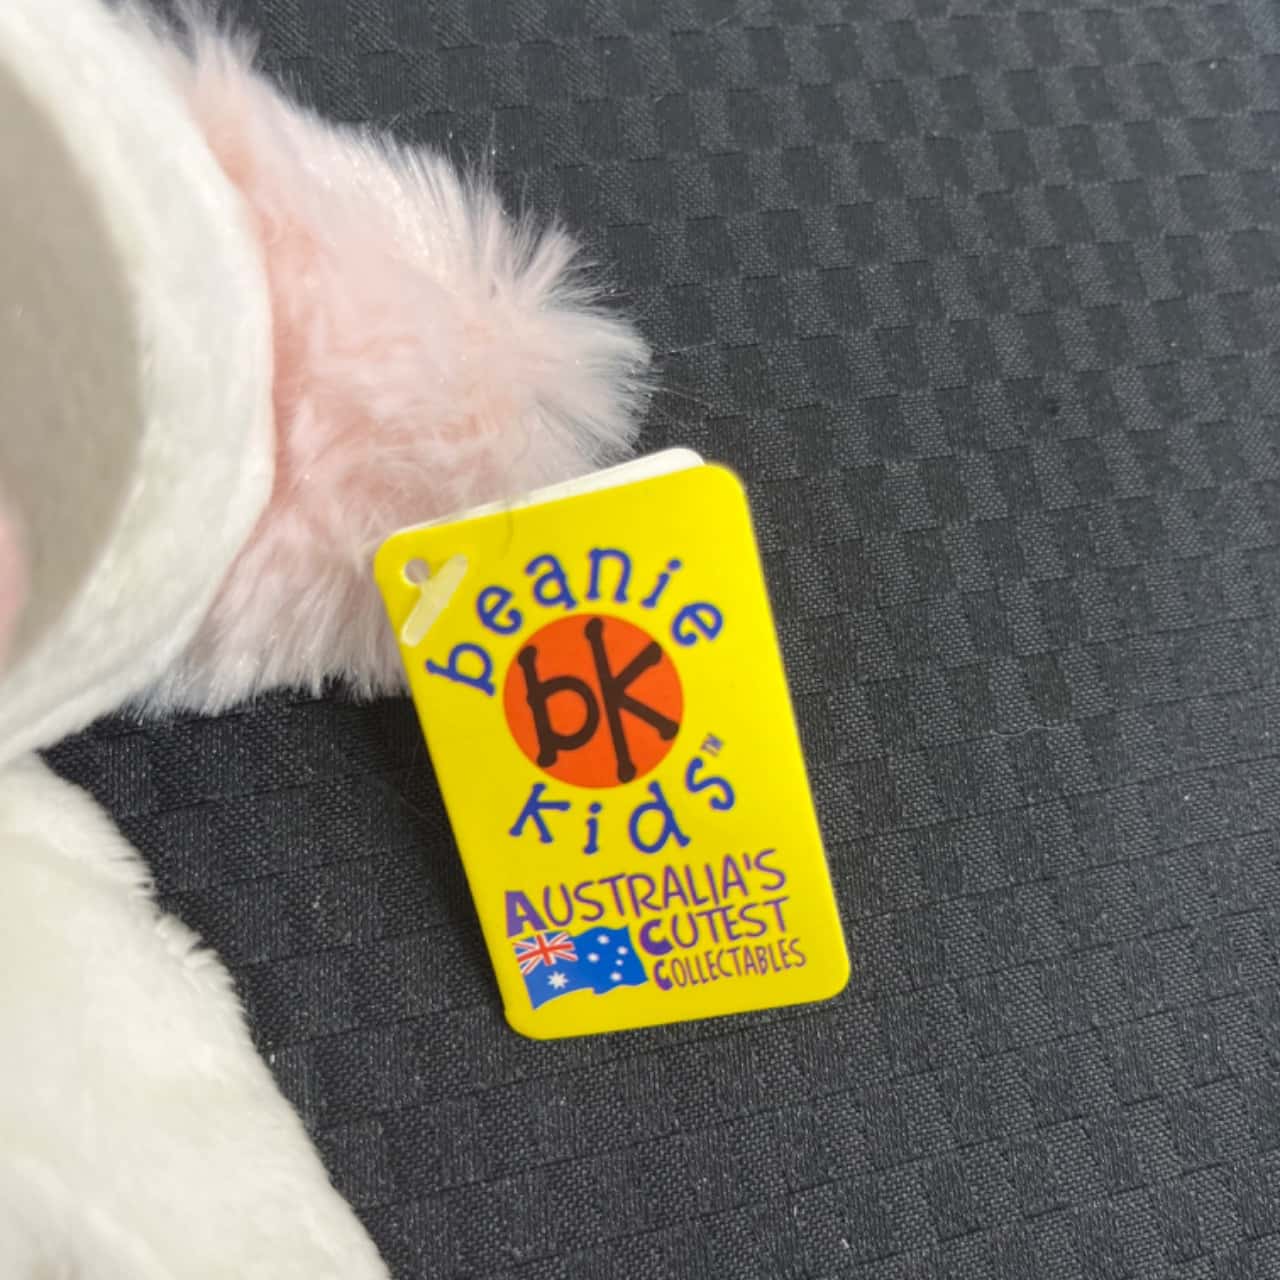 beanie
bk
kids™
AUSTRALIA'S
CUTEST
COLLECTABLES